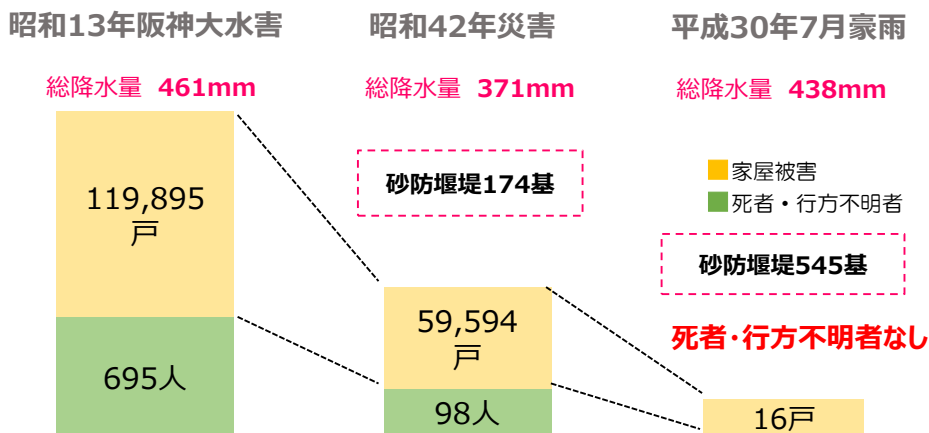 昭和13年阪神大水害
昭和42年災害
平成30年7月豪雨
総降水量 461mm
総降水量 371mm
総降水量 438mm
119,895
戸
695人
砂防堰堤174基
59,594
戸
98人
家屋被害
死者・行方不明者
砂防堰堤545基
死者・行方不明者なし
16戸